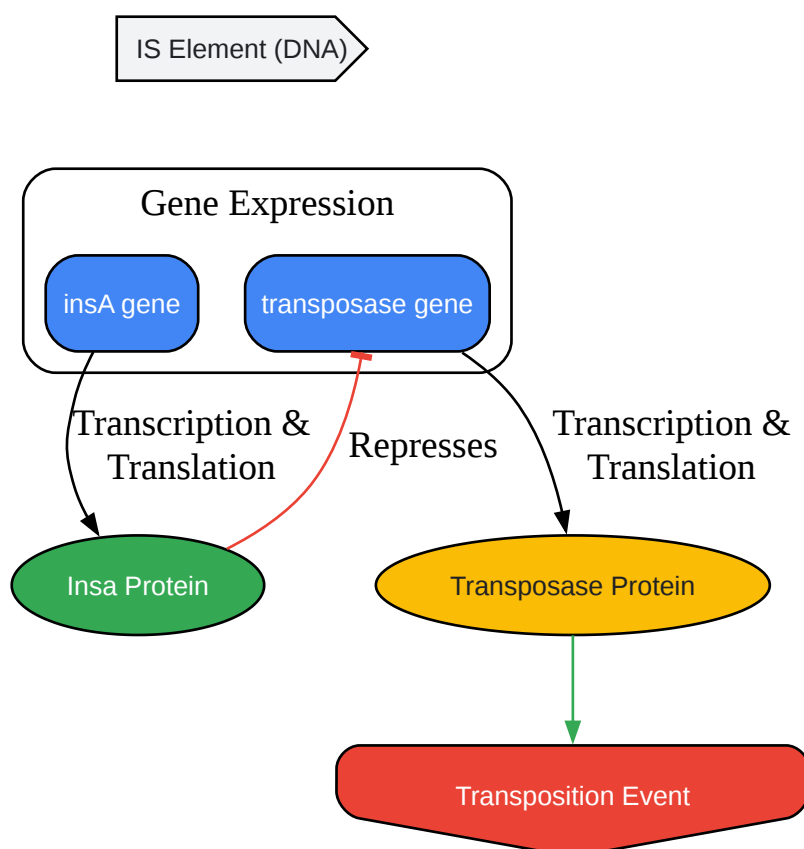 IS Element (DNA)
Gene Expression
insA gene
transposase gene
Transcription &
Translation
Represses
Transcription &
Translation
Insa Protein
Transposase Protein
Transposition Event